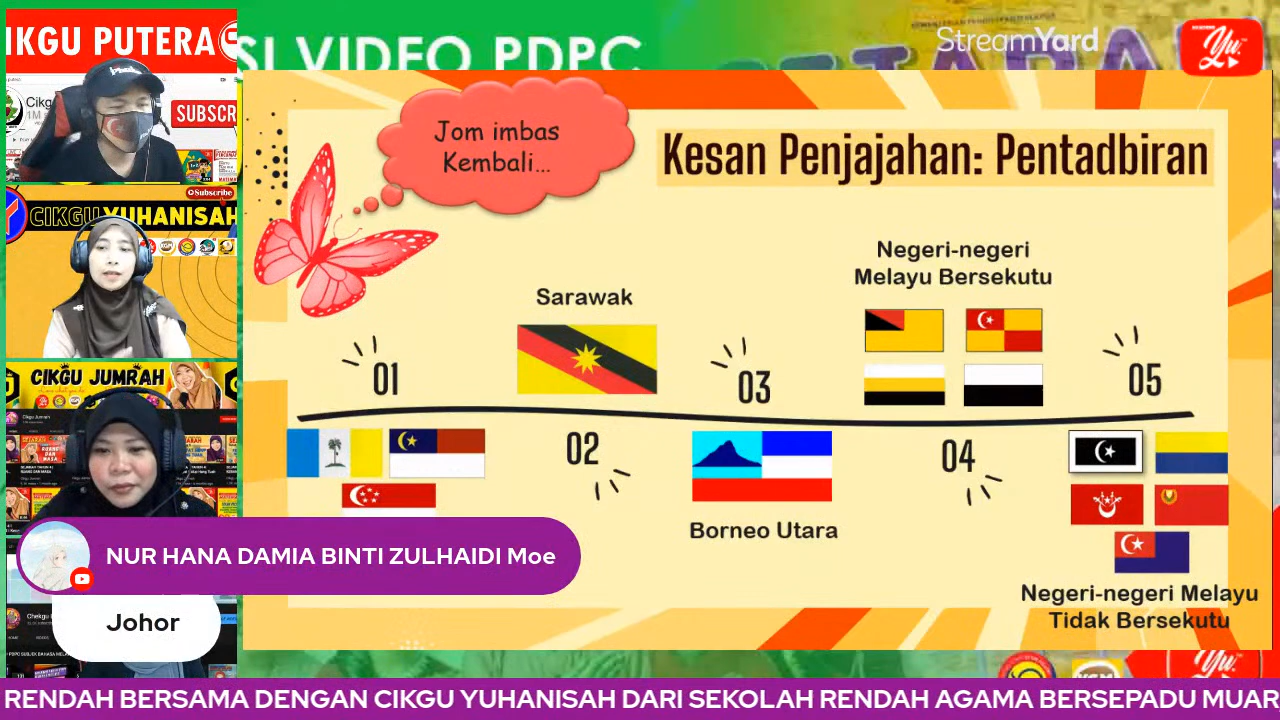 IKGU PUTERA
SUBSCR
Subscribe
CIKGU YUHANISAH
CIKGU JUMRAH
SI VIDEO PDPC
StreamYard
Yu
Jom imbas
Kembali...
Kesan Penjajahan: Pentadbiran
Negeri-negeri
Melayu Bersekutu
Sarawak
01
03
05
02
04
Borneo Utara
Negeri-negeri Melayu
Tidak Bersekutu
NUR HANA DAMIA BINTI ZULHAIDI Moe
Johor
RENDAH BERSAMA DENGAN CIKGU YUHANISAH DARI SEKOLAH RENDAH AGAMA BERSEPADU MUAR